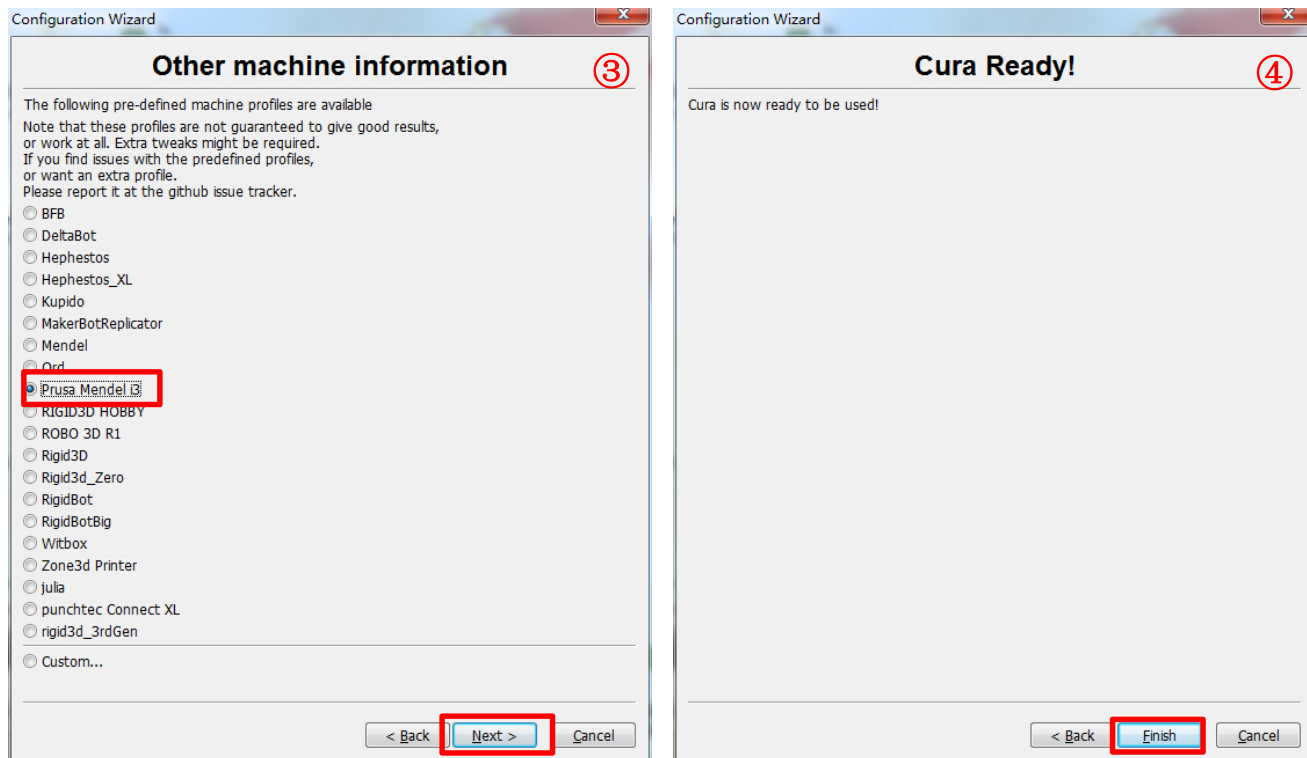 Configuration Wizard
Other machine information
③
The following pre-defined machine profiles are available
Note that these profiles are not guaranteed to give good results,
or work at all. Extra tweaks might be required.
If you find issues with the predefined profiles,
or want an extra profile.
Please report it at the github issue tracker.
BFB
DeltaBot
Hephestos
Hephestos_XL
Kupido
MakerBotReplicator
Mendel
Ord
Prusa Mendel i3
RIGID3D HOBBY
ROBO 3D R1
Rigid3D
Rigid3d_Zero
RigidBot
RigidBotBig
Witbox
Zone3d Printer
julia
punchtec Connect XL
rigid3d_3rdGen
Custom...
< Back Next > Cancel
Configuration Wizard
Cura Ready!
④
Cura is now ready to be used!
< Back Finish Cancel